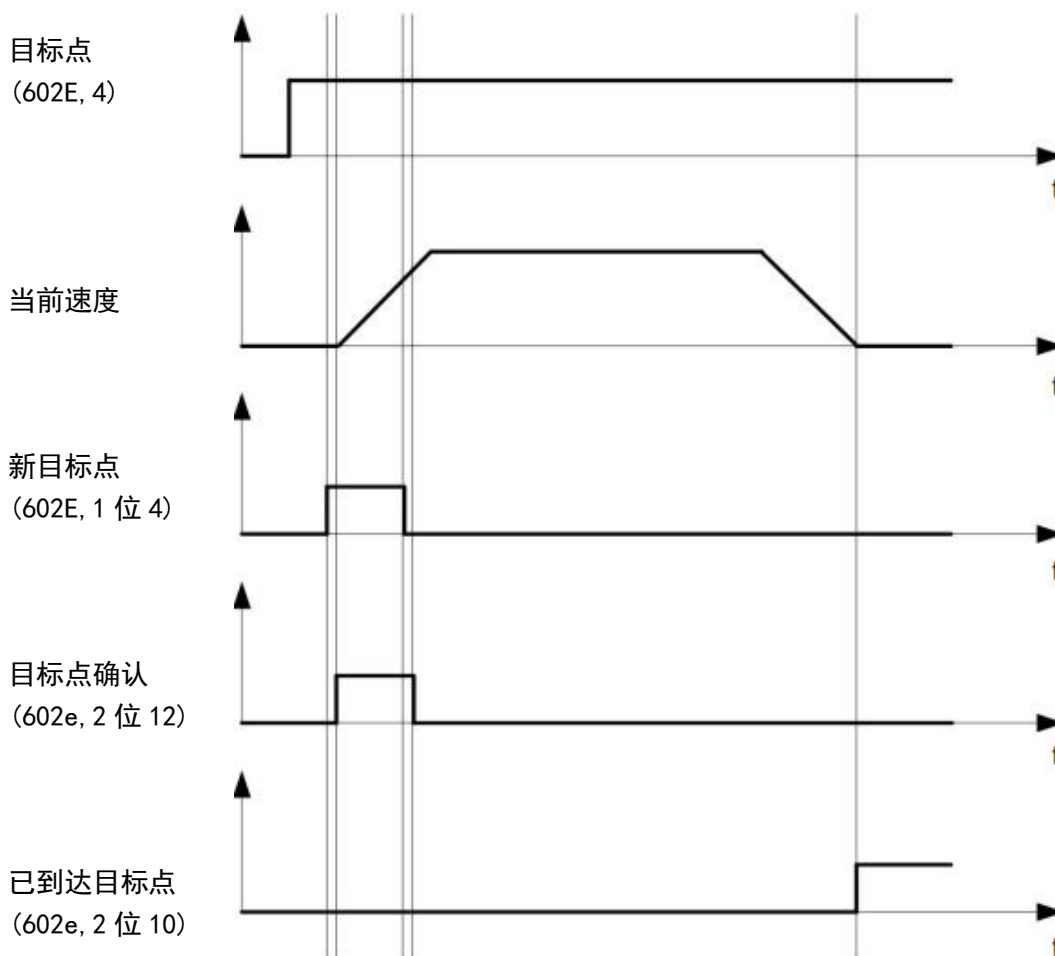 目标点
(602E, 4)
t
当前速度
t
新目标点
(602E, 1 位 4)
t
目标点确认
(602e, 2 位 12)
t
已到达目标点
(602e, 2 位 10)
t